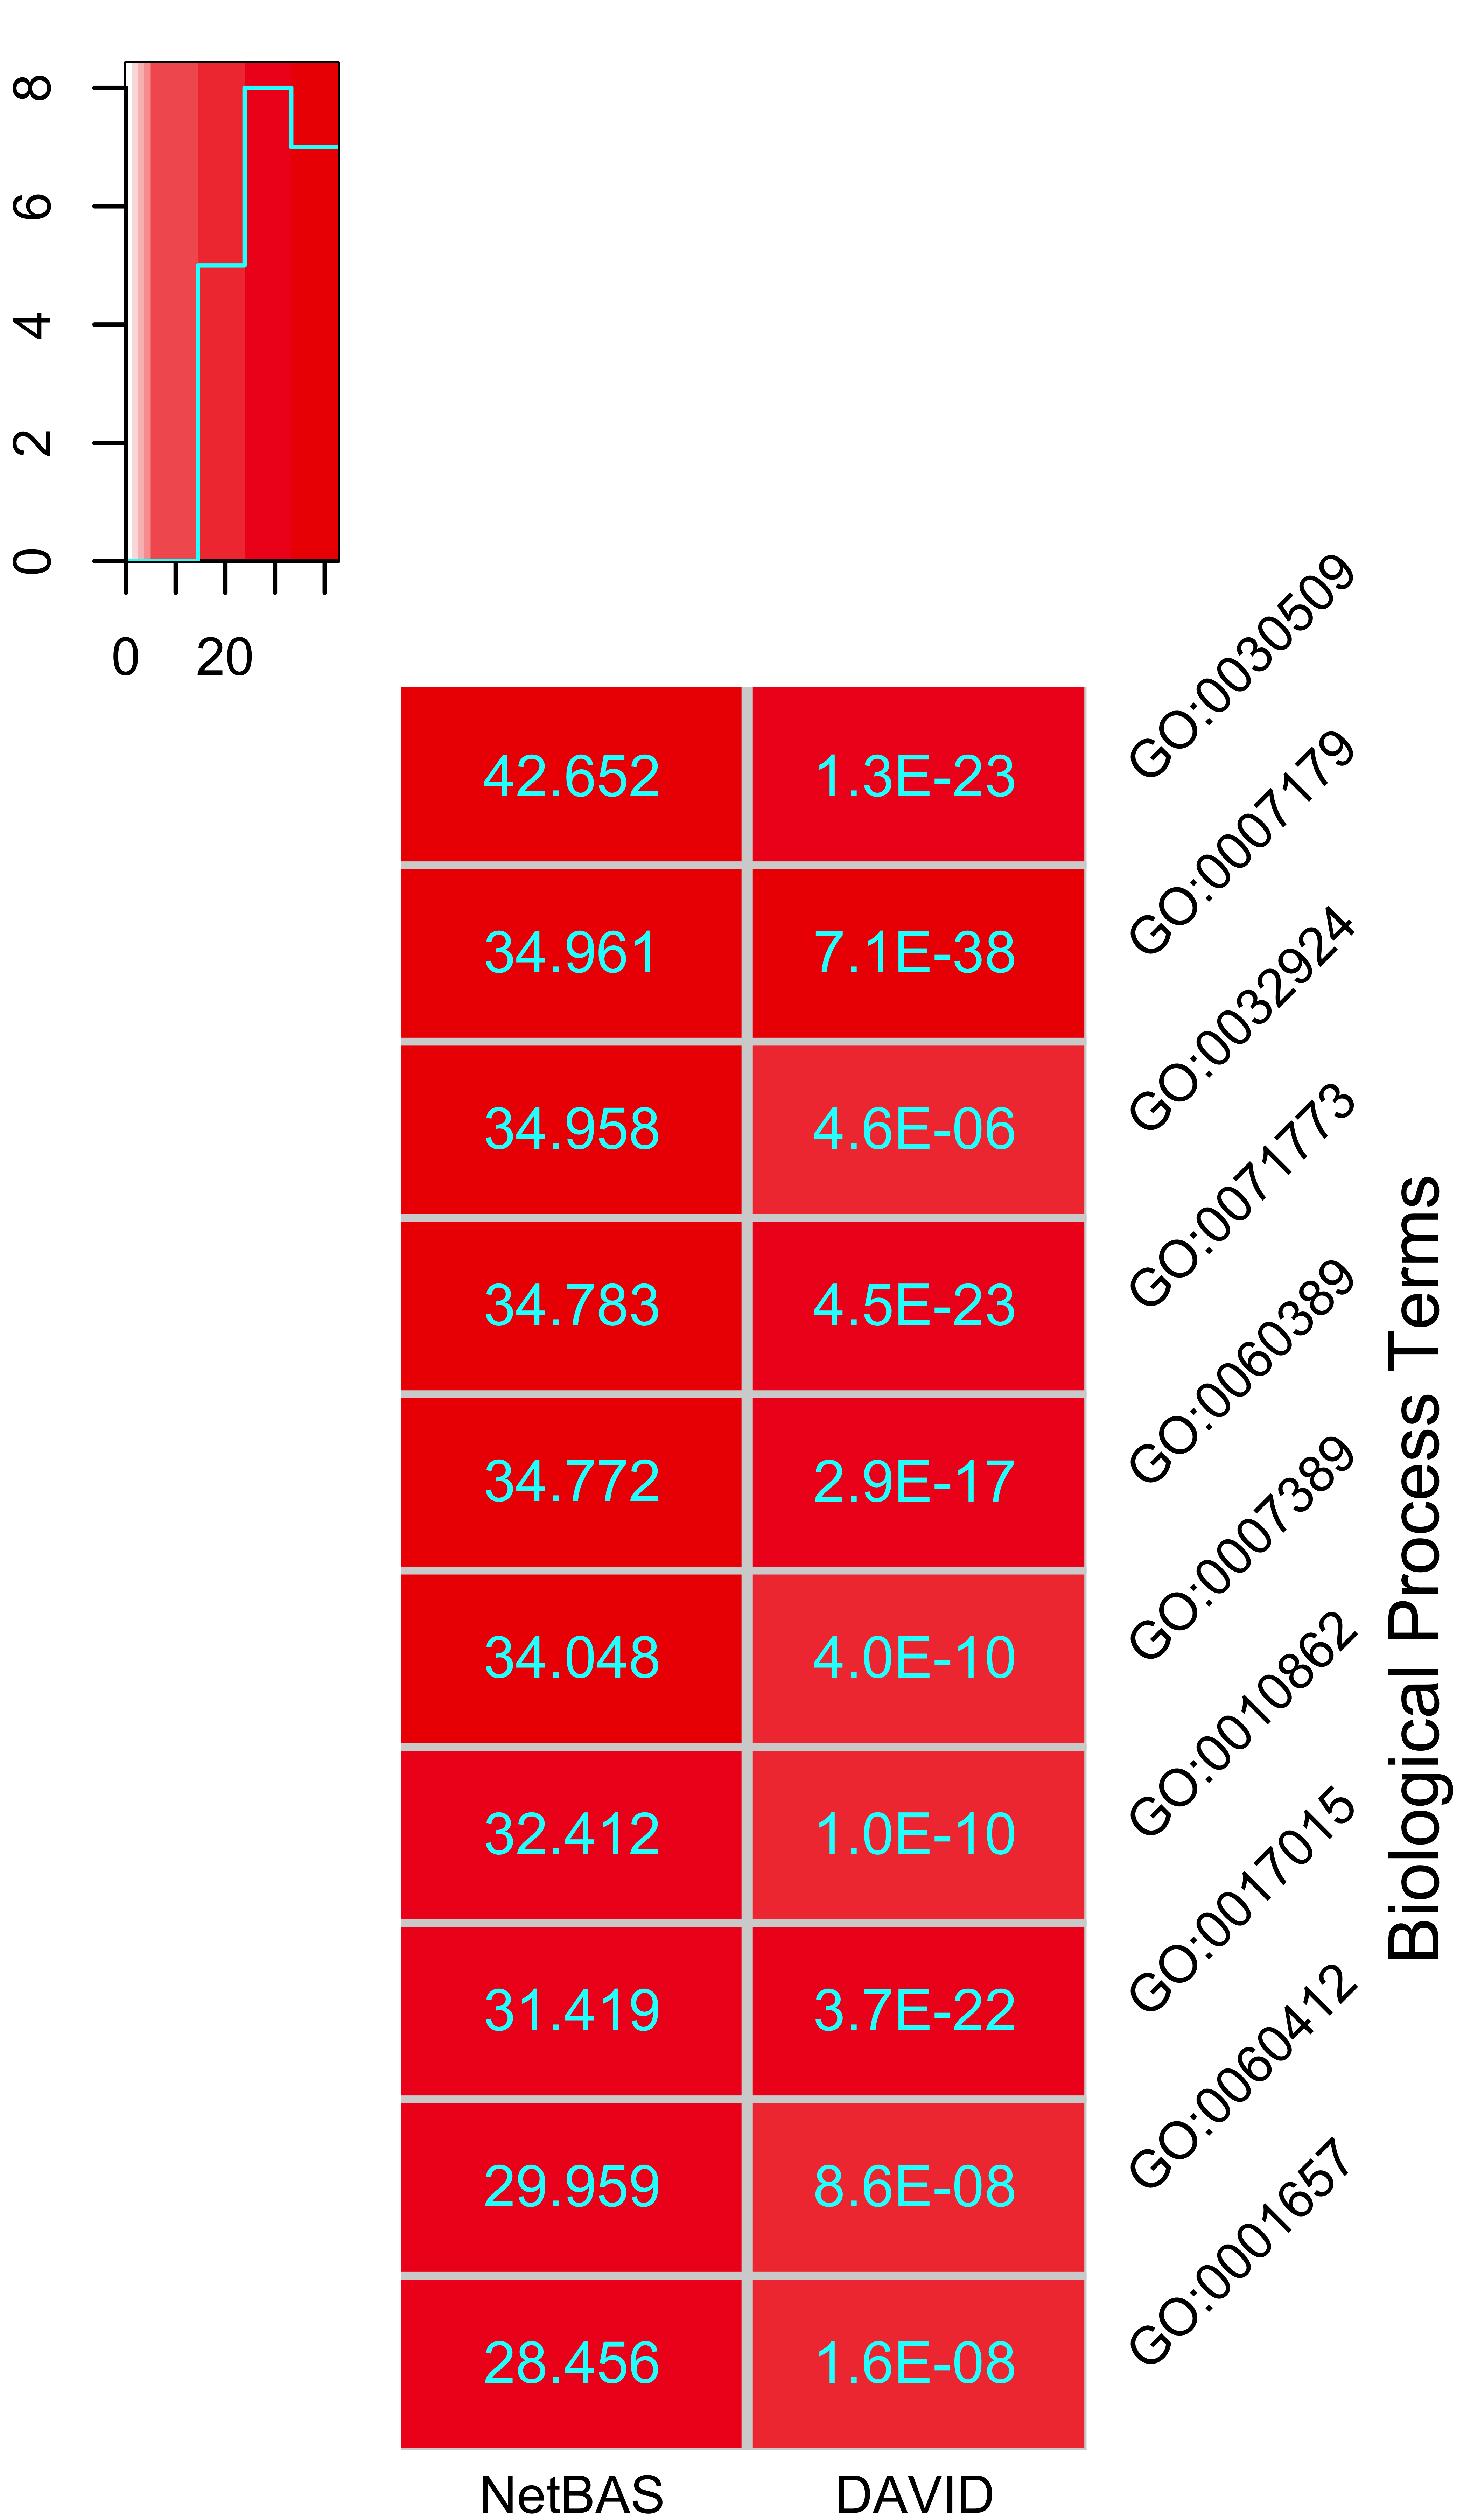 8
6
4
2
0
0 20
42.652 1.3E-23 GO:0030509
34.961 7.1E-38 GO:0007179
34.958 4.6E-06 GO:0032924
34.783 4.5E-23 GO:0071773
34.772 2.9E-17 GO:0060389
34.048 4.0E-10 GO:0007389
32.412 1.0E-10 GO:0010862
31.419 3.7E-22 GO:0017015
29.959 8.6E-08 GO:0060412
28.456 1.6E-08 GO:0001657
Biological Process Terms
NetBAS DAVID